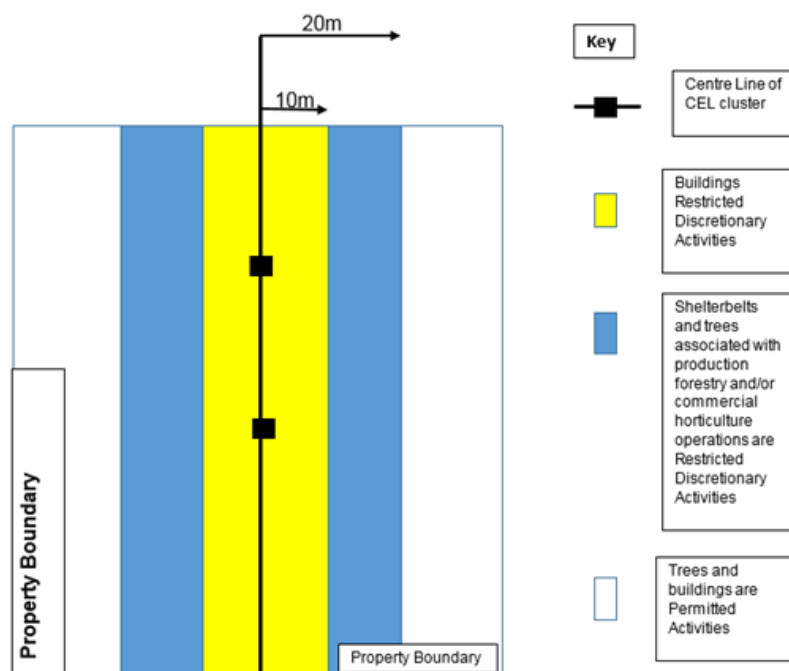 20m
10m
Property Boundary
Property Boundary
Key
Centre Line of
CEL cluster
Buildings
Restricted
Discretionary
Activities
Shelterbelts
and trees
associated with
production
forestry and/or
commercial
horticulture
operations are
Restricted
Discretionary
Activities
Trees and
buildings are
Permitted
Activities